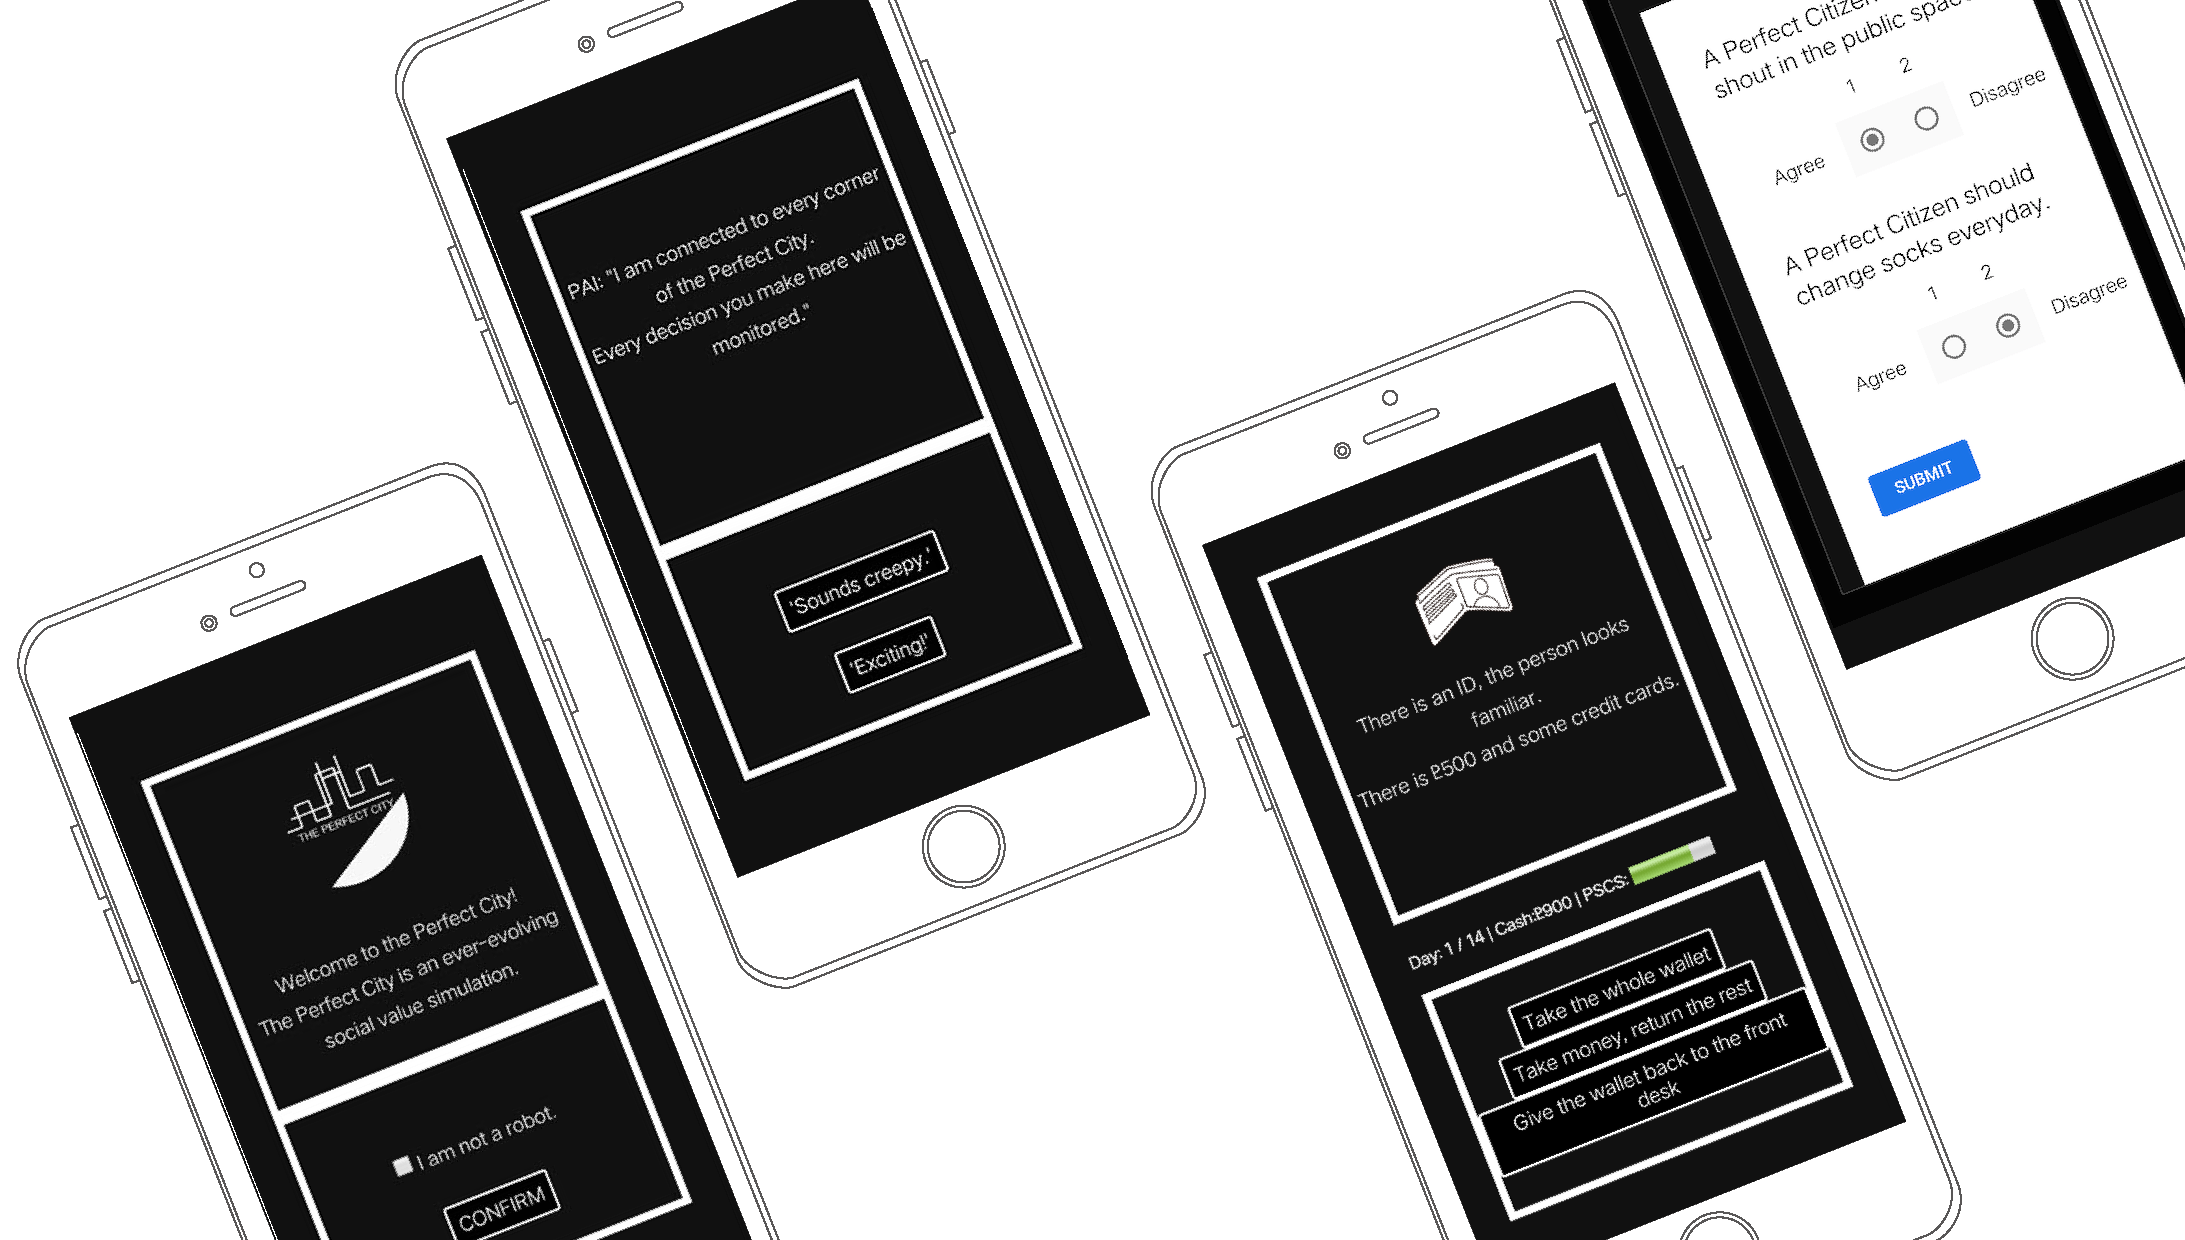 THE PERFECT CITY
Welcome to the Perfect City!
The Perfect City is an ever-evolving
social value simulation.
I am not a robot.
CONFIRM
PAI: "I am connected to every corner
of the Perfect City.
Every decision you make here will be
monitored."
'Sounds creepy.'
'Exciting!'
There is an ID, the person looks
familiar.
There is ₽500 and some credit cards.
Day: 1 / 14 | Cash:₽900 | PSCS:
Take the whole wallet
Take money, return the rest
Give the wallet back to the front
desk
A Perfect Citizen
shout in the public
1 2
Agree Disagree
A Perfect Citizen should
change socks everyday.
1 2
Agree Disagree
SUBMIT